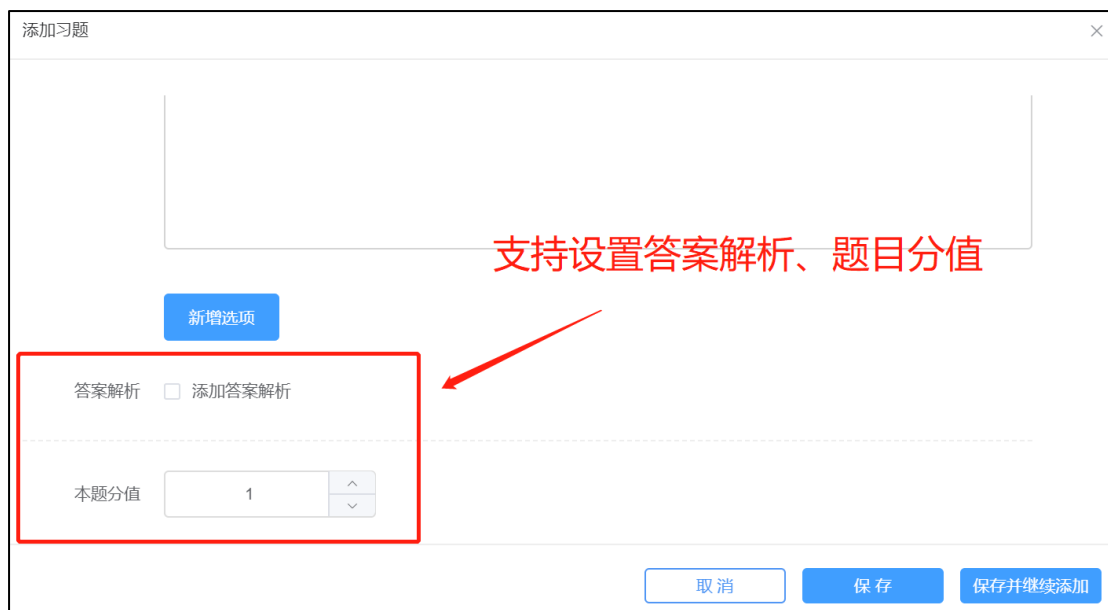 添加习题
支持设置答案解析、题目分值
新增选项
答案解析 添加答案解析
本题分值 1
取 消 保 存 保存并继续添加